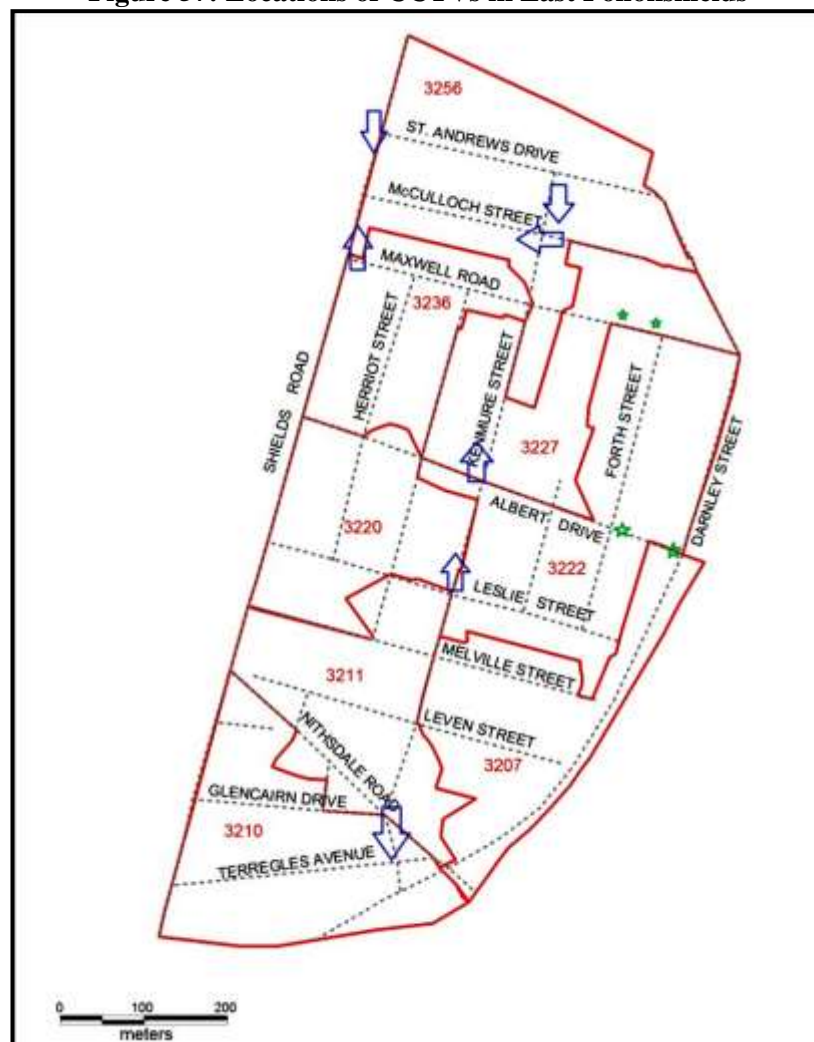 Figure Locations of CCTVs in East Pollokshields
3256
ST. ANDREWS DRIVE
McCULLOCH STREET
MAXWELL ROAD
3236
HERRIOT STREET
KENMURE STREET
SHIELDS ROAD
FORTH STREET
3227
DARNLEY STREET
ALBERT DRIVE
3220
3222
LESLIE STREET
MELVILLE STREET
3211
LEVEN STREET
NITHSDALE ROAD
3207
GLENCAIRN DRIVE
3210
TERREGLES AVENUE
0 100 200
meters